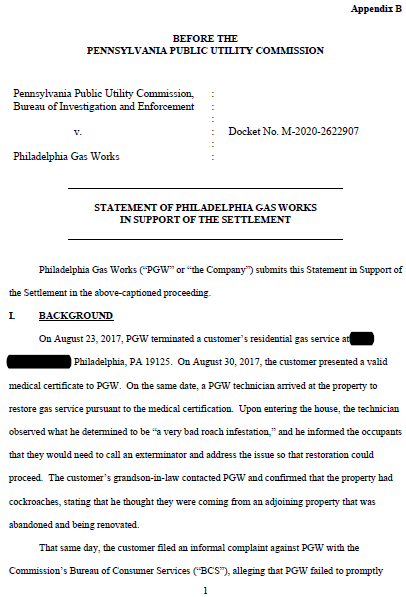 Appendix B
BEFORE THE
PENNSYLVANIA PUBLIC UTILITY COMMISSION
Pennsylvania Public Utility Commission, :
Bureau of Investigation and Enforcement :
:
v. : Docket No. M-2020-2622907
:
Philadelphia Gas Works :
STATEMENT OF PHILADELPHIA GAS WORKS
IN SUPPORT OF THE SETTLEMENT
Philadelphia Gas Works (“PGW” or “the Company”) submits this Statement in Support of
the Settlement in the above-captioned proceeding.
I. BACKGROUND
On August 23, 2017, PGW terminated a customer’s residential gas service at
Philadelphia, PA 19125. On August 30, 2017, the customer presented a valid
medical certificate to PGW. On the same date, a PGW technician arrived at the property to
restore gas service pursuant to the medical certification. Upon entering the house, the technician
observed what he determined to be “a very bad roach infestation,” and he informed the occupants
that they would need to call an exterminator and address the issue so that restoration could
proceed. The customer’s grandson-in-law contacted PGW and confirmed that the property had
cockroaches, stating that he thought they were coming from an adjoining property that was
abandoned and being renovated.
That same day, the customer filed an informal complaint against PGW with the
Commission’s Bureau of Consumer Services (“BCS”), alleging that PGW failed to promptly
1